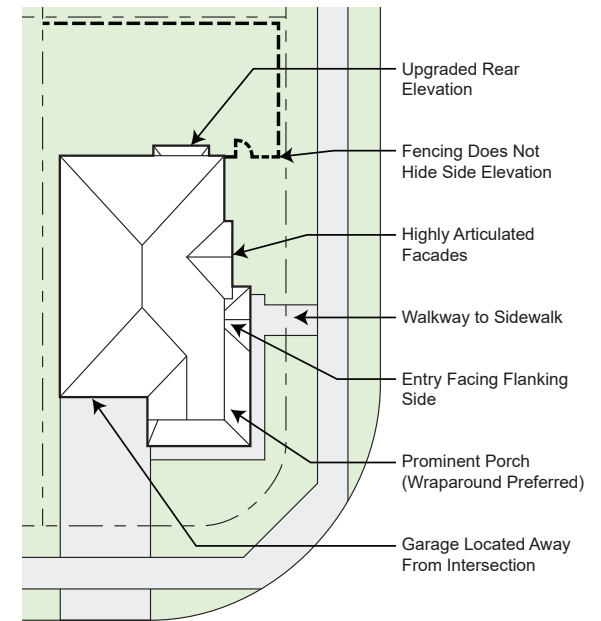 Upgraded Rear
Elevation
Fencing Does Not
Hide Side Elevation
Highly Articulated
Facades
Walkway to Sidewalk
Entry Facing Flanking
Side
Prominent Porch
(Wraparound Preferred)
Garage Located Away
From Intersection